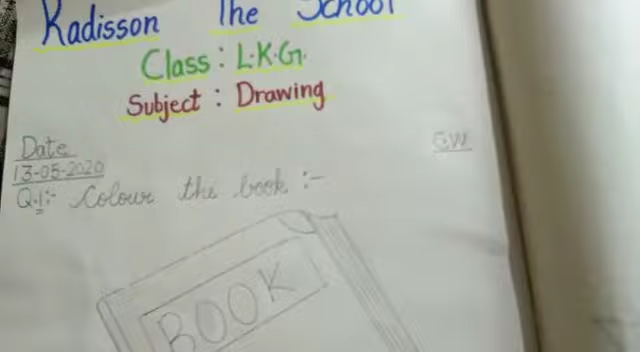 Radisson The School
Class : L.K.G.
Subject : Drawing
Date
13-05-2020
C.W
Q.1:- Colour the book :-
BOOK